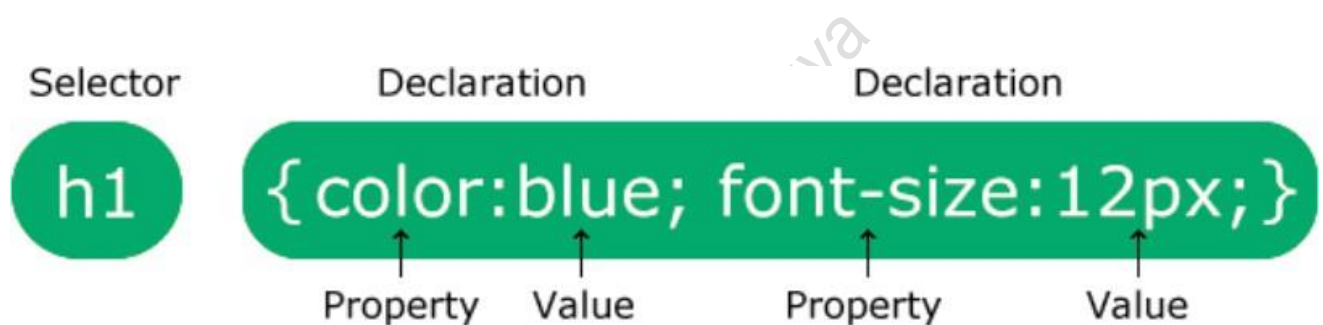 Selector Declaration Declaration
h1 {color:blue; font-size:12px;}
Property Value Property Value